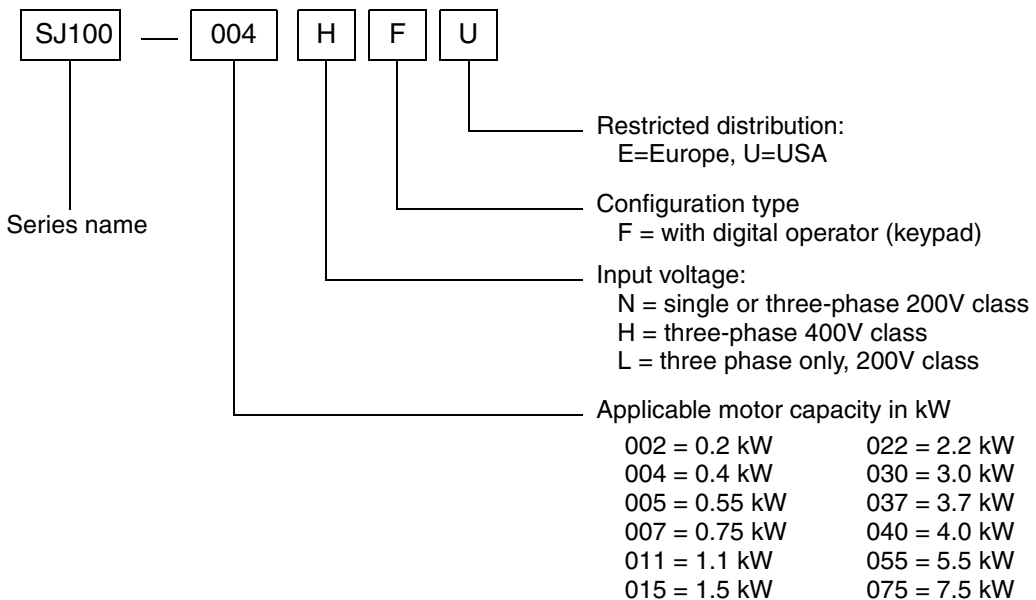 SJ100 — 004 H F U
Restricted distribution:
E=Europe, U=USA
Configuration type
F = with digital operator (keypad)
Series name
Input voltage:
N = single or three-phase 200V class
H = three-phase 400V class
L = three phase only, 200V class
Applicable motor capacity in kW
002 = 0.2 kW 022 = 2.2 kW
004 = 0.4 kW 030 = 3.0 kW
005 = 0.55 kW 037 = 3.7 kW
007 = 0.75 kW 040 = 4.0 kW
011 = 1.1 kW 055 = 5.5 kW
015 = 1.5 kW 075 = 7.5 kW